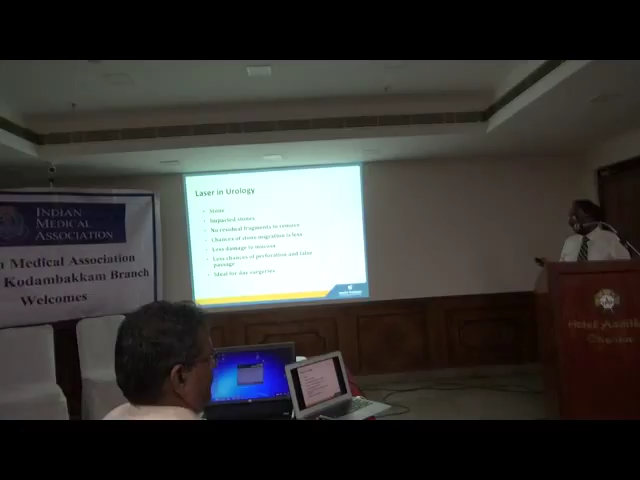 Laser in Urology
• Stone
• Impacted stones
• No residual fragments to remove
• Chances of stone migration is less
• Less damage to mucosa
• Less chances of perforation and false
passage
• Ideal for day surgeries
INDIAN
MEDICAL
ASSOCIATION
Medical Association
Kodambakkam Branch
Welcomes
Hotel